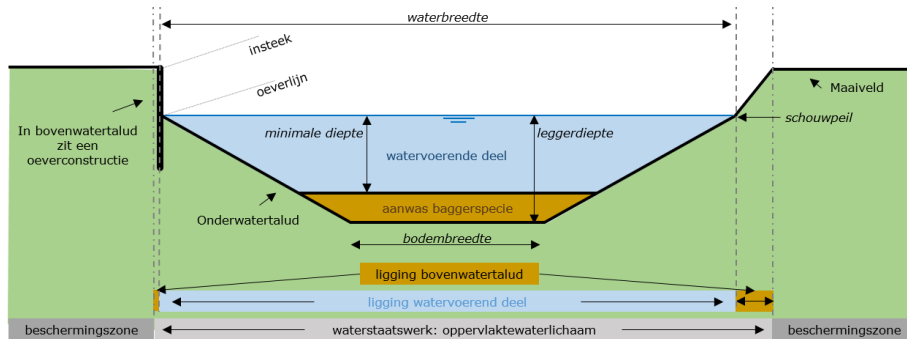 waterbreedte
insteek
oeverlijn
Maaiveld
In bovenwatertalud
zit een
oeverconstructie
minimale diepte
leggerdiepte
schouwpeil
watervoerende deel
aanwas baggerspecie
Onderwatertalud
bodembreedte
ligging bovenwatertalud
ligging watervoerend deel
beschermingszone
waterstaatswerk: oppervlaktewaterlichaam
beschermingszone